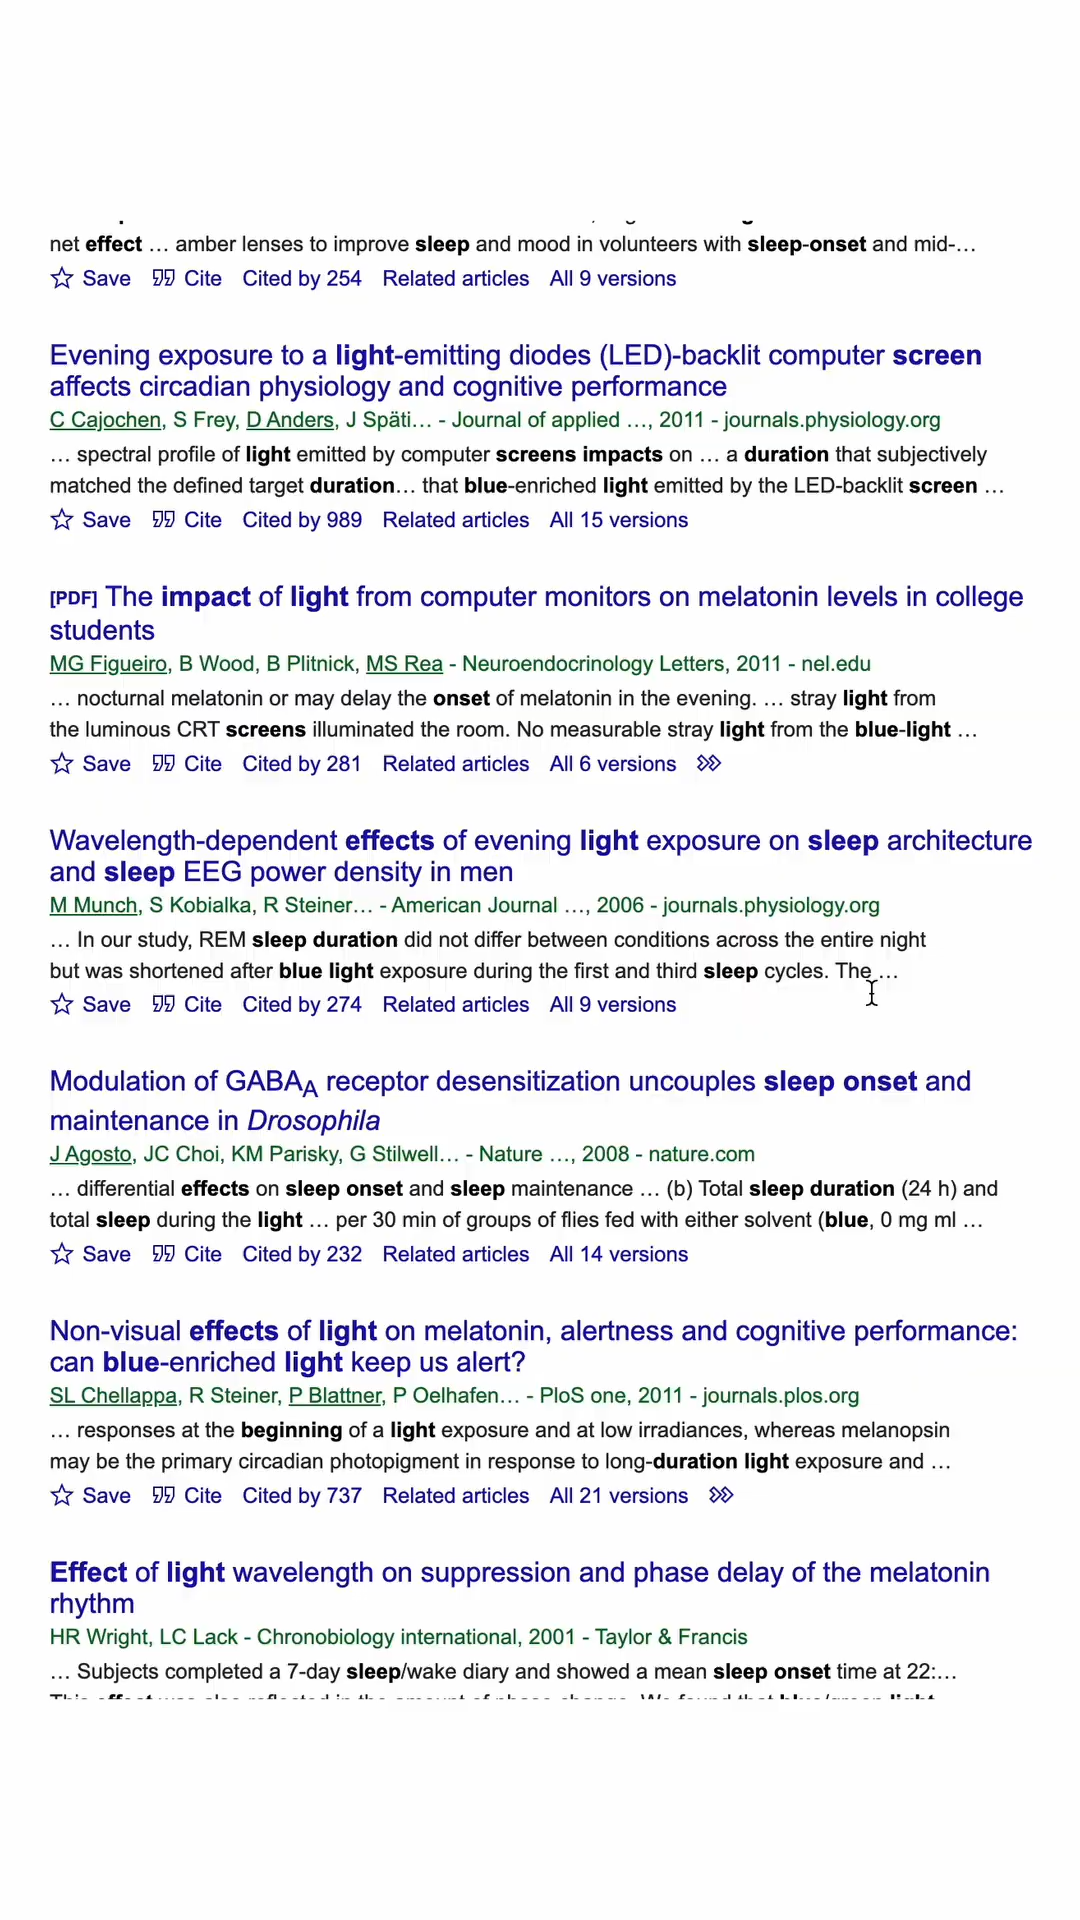 net effect … amber lenses to improve sleep and mood in volunteers with sleep-onset and mid-…
Save Cite Cited by 254 Related articles All 9 versions
Evening exposure to a light-emitting diodes (LED)-backlit computer screen
affects circadian physiology and cognitive performance
C Cajochen, S Frey, D Anders, J Späti… - Journal of applied …, 2011 - journals.physiology.org
… spectral profile of light emitted by computer screens impacts on … a duration that subjectively
matched the defined target duration… that blue-enriched light emitted by the LED-backlit screen …
Save Cite Cited by 989 Related articles All 15 versions
[PDF] The impact of light from computer monitors on melatonin levels in college
students
MG Figueiro, B Wood, B Plitnick, MS Rea - Neuroendocrinology Letters, 2011 - nel.edu
… nocturnal melatonin or may delay the onset of melatonin in the evening. … stray light from
the luminous CRT screens illuminated the room. No measurable stray light from the blue-light …
Save Cite Cited by 281 Related articles All 6 versions
Wavelength-dependent effects of evening light exposure on sleep architecture
and sleep EEG power density in men
M Munch, S Kobialka, R Steiner… - American Journal …, 2006 - journals.physiology.org
… In our study, REM sleep duration did not differ between conditions across the entire night
but was shortened after blue light exposure during the first and third sleep cycles. The …
Save Cite Cited by 274 Related articles All 9 versions
Modulation of GABAA receptor desensitization uncouples sleep onset and
maintenance in Drosophila
J Agosto, JC Choi, KM Parisky, G Stilwell… - Nature …, 2008 - nature.com
… differential effects on sleep onset and sleep maintenance … (b) Total sleep duration (24 h) and
total sleep during the light … per 30 min of groups of flies fed with either solvent (blue, 0 mg ml …
Save Cite Cited by 232 Related articles All 14 versions
Non-visual effects of light on melatonin, alertness and cognitive performance:
can blue-enriched light keep us alert?
SL Chellappa, R Steiner, P Blattner, P Oelhafen… - PloS one, 2011 - journals.plos.org
… responses at the beginning of a light exposure and at low irradiances, whereas melanopsin
may be the primary circadian photopigment in response to long-duration light exposure and …
Save Cite Cited by 737 Related articles All 21 versions
Effect of light wavelength on suppression and phase delay of the melatonin
rhythm
HR Wright, LC Lack - Chronobiology international, 2001 - Taylor & Francis
… Subjects completed a 7-day sleep/wake diary and showed a mean sleep onset time at 22:…
This effect was also reflected in the amount of phase change. We found that blue/green light